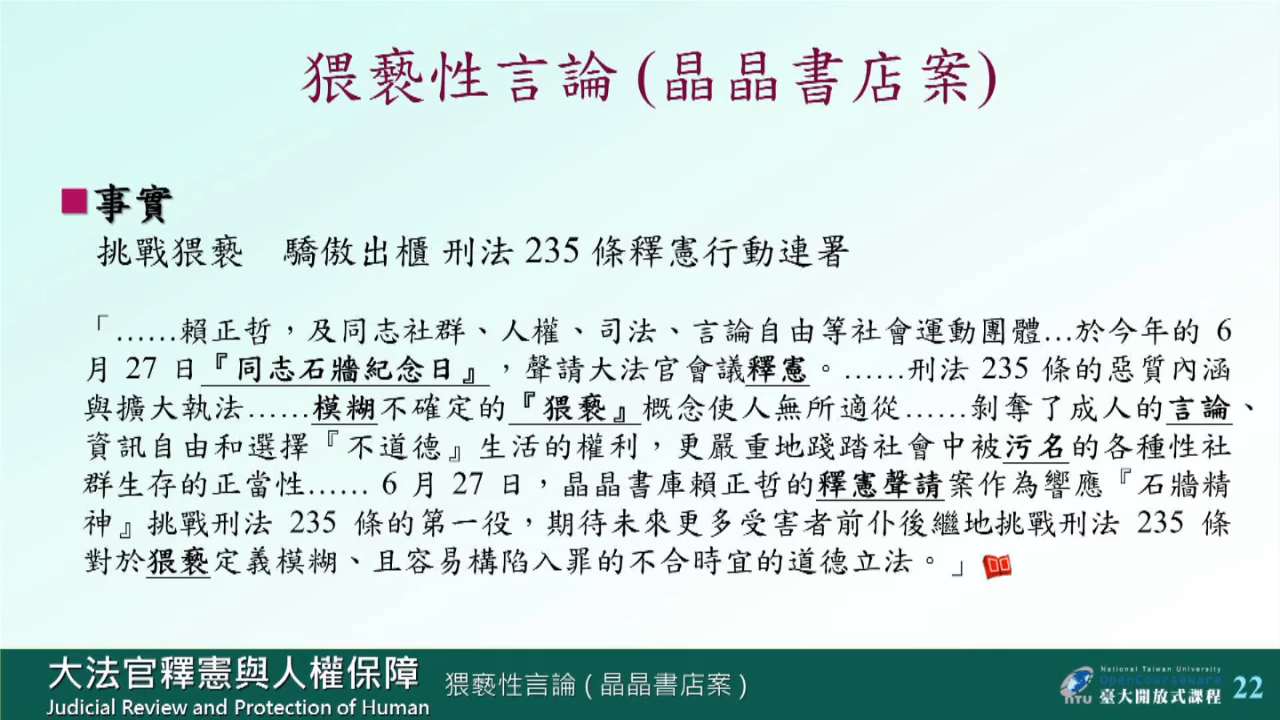 猥褻性言論 (晶晶書店案)
事實
挑戰猥褻　驕傲出櫃 刑法 235 條釋憲行動連署
「……賴正哲，及同志社群、人權、司法、言論自由等社會運動團體…於今年的 6
月 27 日『同志石牆紀念日』，聲請大法官會議釋憲。……刑法 235 條的惡質內涵
與擴大執法……模糊不確定的『猥褻』概念使人無所適從……剝奪了成人的言論、
資訊自由和選擇『不道德』生活的權利，更嚴重地踐踏社會中被污名的各種性社
群生存的正當性…… 6 月 27 日，晶晶書庫賴正哲的釋憲聲請案作為響應『石牆精
神』挑戰刑法 235 條的第一役，期待未來更多受害者前仆後繼地挑戰刑法 235 條
對於猥褻定義模糊、且容易構陷入罪的不合時宜的道德立法。」
大法官釋憲與人權保障
Judicial Review and Protection of Human
猥褻性言論 ( 晶晶書店案 )
National Taiwan University
OpenCourseWare
NTU 臺大開放式課程
22